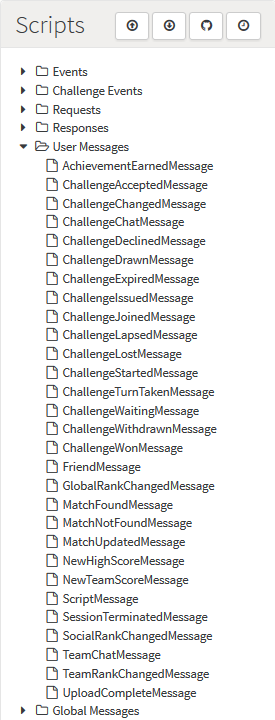 Scripts
Events
Challenge Events
Requests
Responses
User Messages
AchievementEarnedMessage
ChallengeAcceptedMessage
ChallengeChangedMessage
ChallengeChatMessage
ChallengeDeclinedMessage
ChallengeDrawnMessage
ChallengeExpiredMessage
ChallengeIssuedMessage
ChallengeJoinedMessage
ChallengeLapsedMessage
ChallengeLostMessage
ChallengeStartedMessage
ChallengeTurnTakenMessage
ChallengeWaitingMessage
ChallengeWithdrawnMessage
ChallengeWonMessage
FriendMessage
GlobalRankChangedMessage
MatchFoundMessage
MatchNotFoundMessage
MatchUpdatedMessage
NewHighScoreMessage
NewTeamScoreMessage
ScriptMessage
SessionTerminatedMessage
SocialRankChangedMessage
TeamChatMessage
TeamRankChangedMessage
UploadCompleteMessage
Global Messages